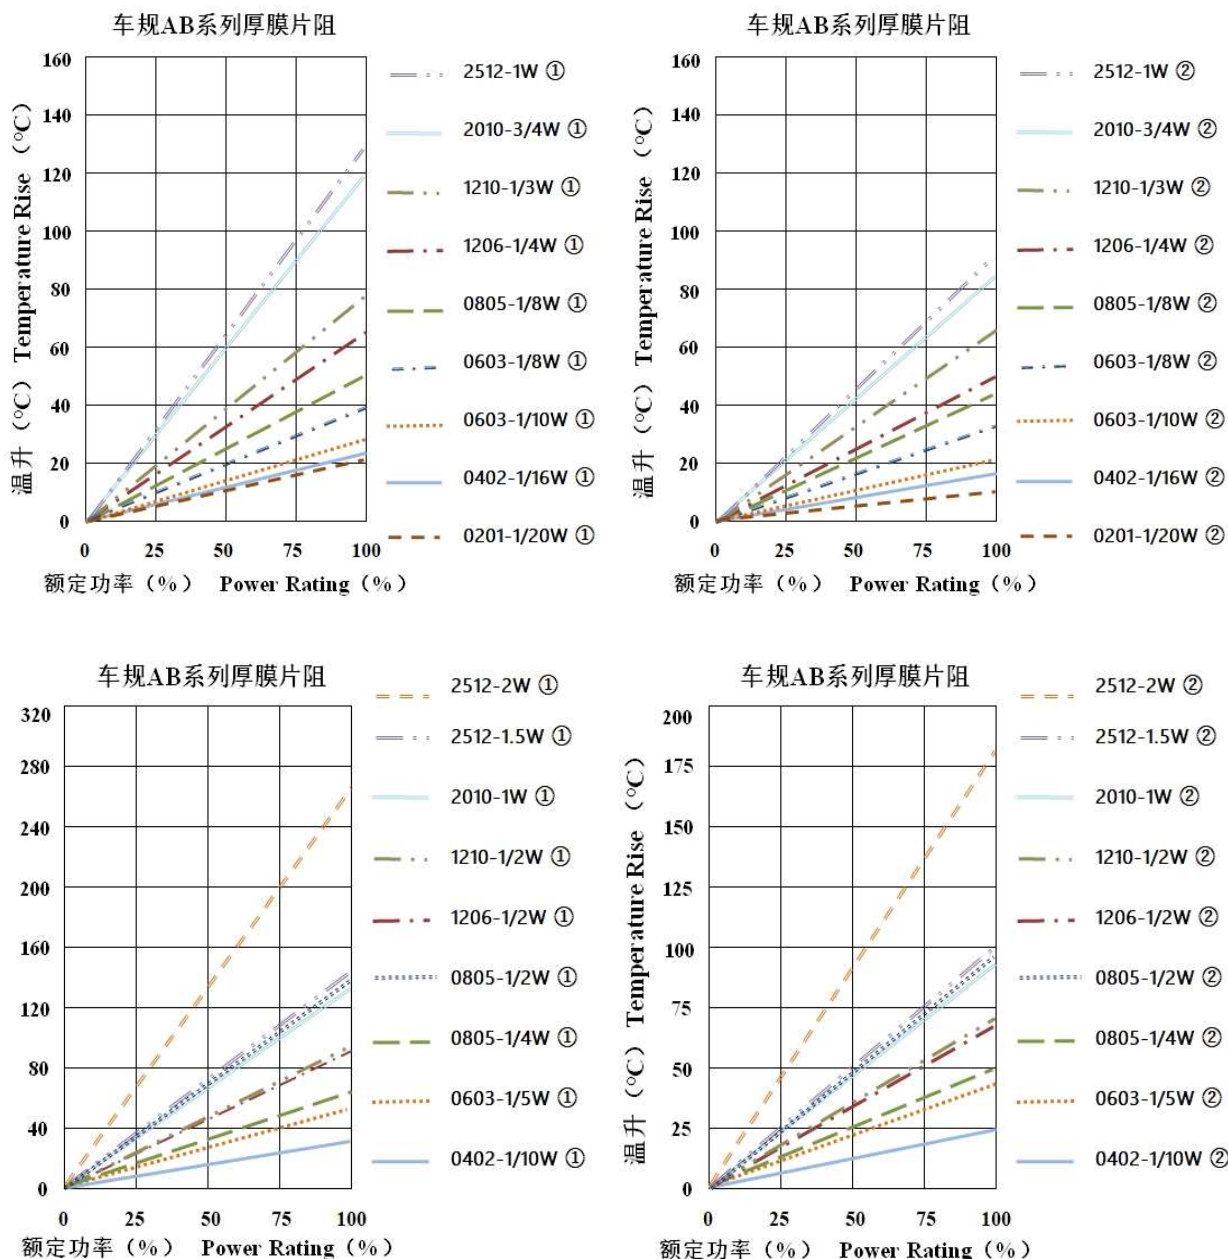 车规AB系列厚膜片阻
160
140
120
100
80
60
40
20
0
0 25 50 75 100
温升（°C） Temperature Rise（°C）
额定功率（%） Power Rating（%）
2512-1W ①
2010-3/4W ①
1210-1/3W ①
1206-1/4W ①
0805-1/8W ①
0603-1/8W ①
0603-1/10W ①
0402-1/16W ①
0201-1/20W ①
车规AB系列厚膜片阻
160
140
120
100
80
60
40
20
0
0 25 50 75 100
温升（°C） Temperature Rise（°C）
额定功率（%） Power Rating（%）
2512-1W ②
2010-3/4W ②
1210-1/3W ②
1206-1/4W ②
0805-1/8W ②
0603-1/8W ②
0603-1/10W ②
0402-1/16W ②
0201-1/20W ②
车规AB系列厚膜片阻
320
280
240
200
160
120
80
40
0
0 25 50 75 100
额定功率（%） Power Rating（%）
2512-2W ①
2512-1.5W ①
2010-1W ①
1210-1/2W ①
1206-1/2W ①
0805-1/2W ①
0805-1/4W ①
0603-1/5W ①
0402-1/10W ①
车规AB系列厚膜片阻
200
175
150
125
100
75
50
25
0
0 25 50 75 100
温升（°C） Temperature Rise（°C）
额定功率（%） Power Rating（%）
2512-2W ②
2512-1.5W ②
2010-1W ②
1210-1/2W ②
1206-1/2W ②
0805-1/2W ②
0805-1/4W ②
0603-1/5W ②
0402-1/10W ②